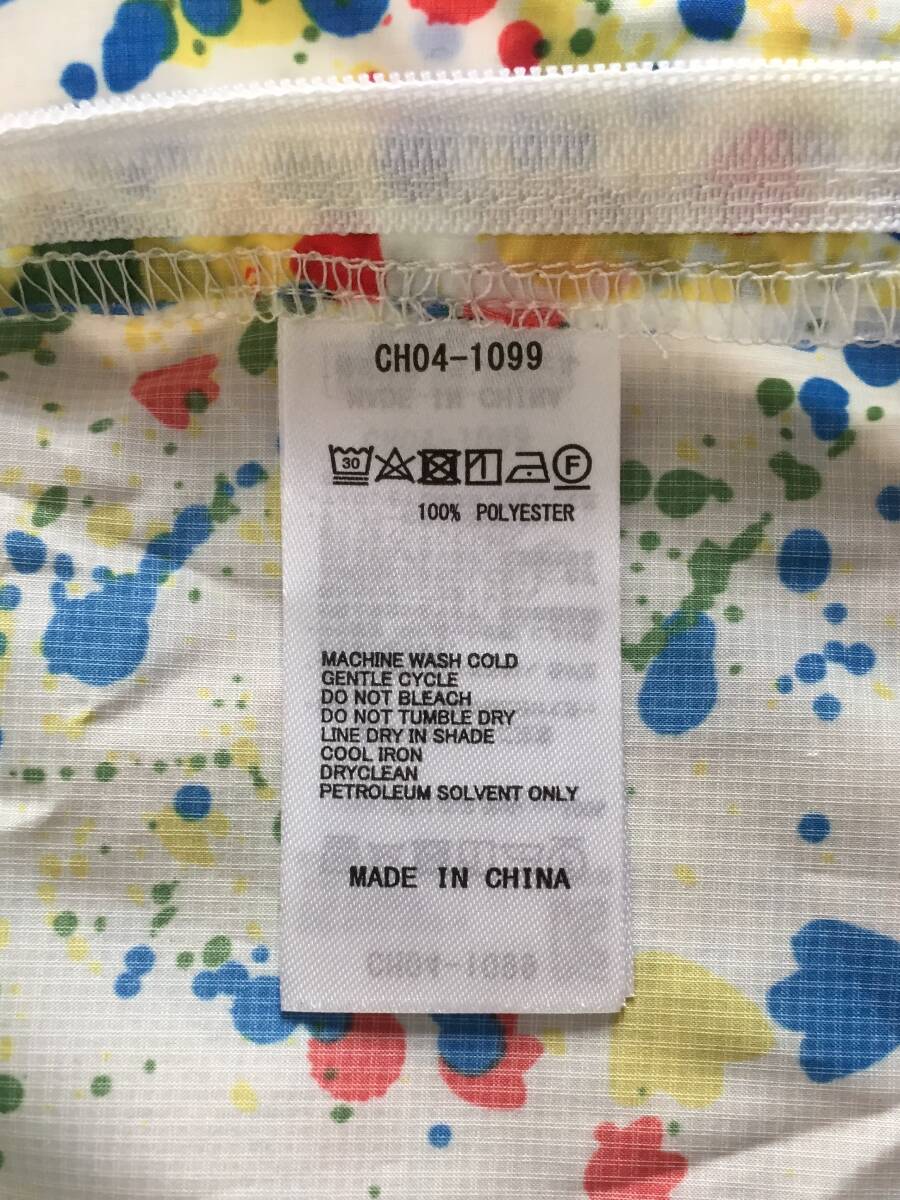 CH04-1099
30 F
100% POLYESTER
MACHINE WASH COLD
GENTLE CYCLE
DO NOT BLEACH
DO NOT TUMBLE DRY
LINE DRY IN SHADE
COOL IRON
DRYCLEAN
PETROLEUM SOLVENT ONLY
MADE IN CHINA